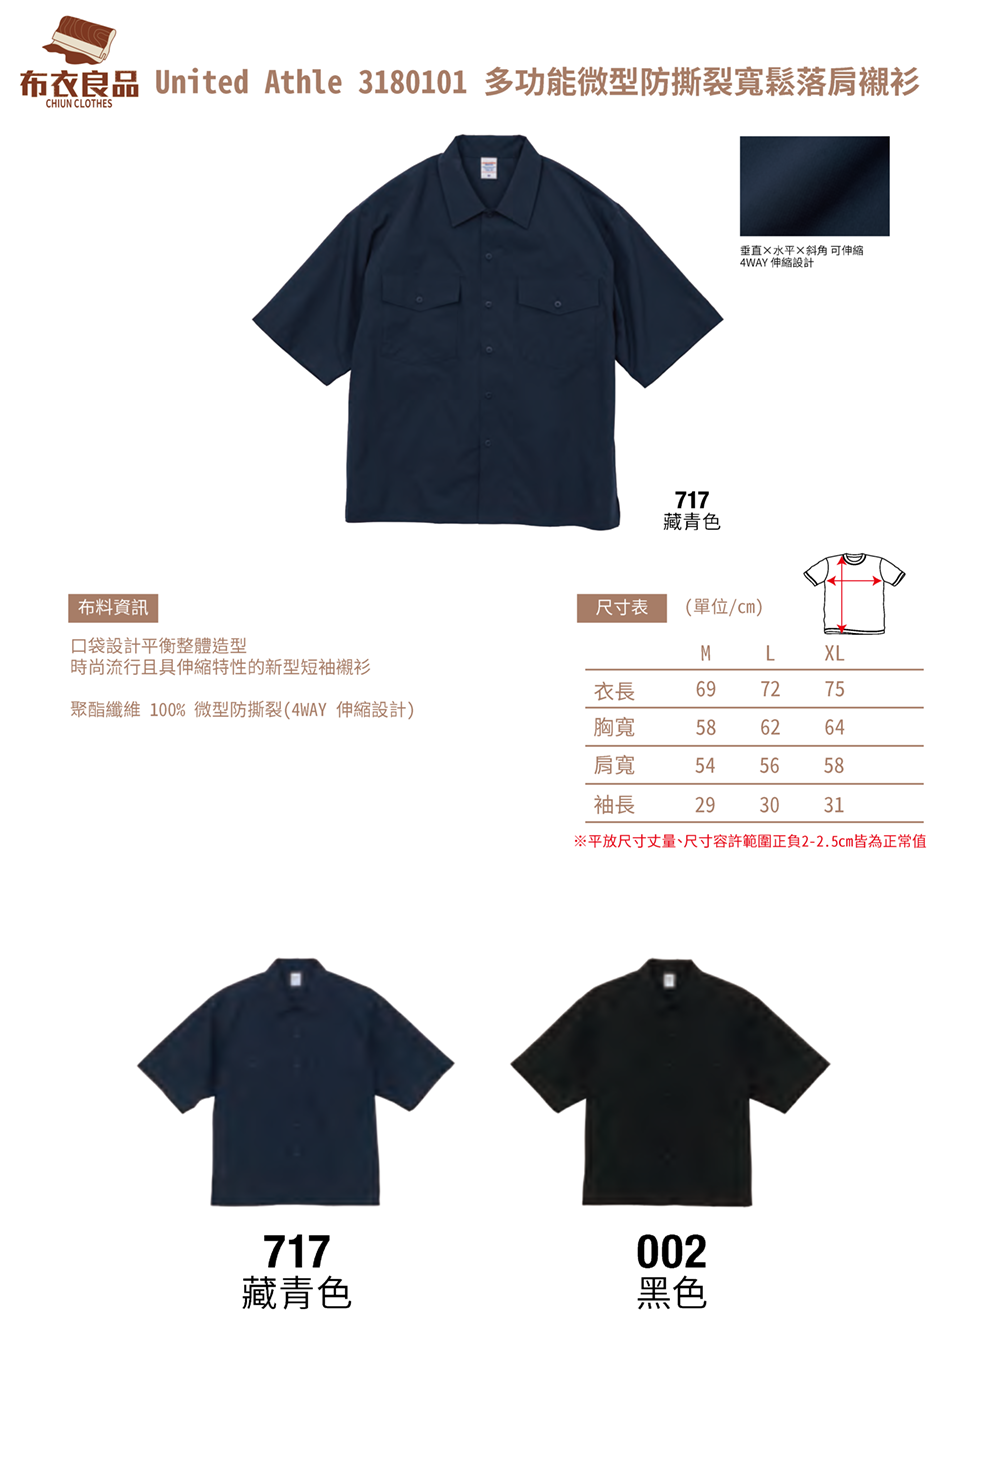 布衣良品
CHIUN CLOTHES
United Athle 3180101 多功能微型防撕裂寬鬆落肩襯衫
垂直×水平×斜角 可伸縮
4WAY 伸縮設計
717
藏青色
布料資訊
口袋設計平衡整體造型
時尚流行且具伸縮特性的新型短袖襯衫
聚酯纖維 100% 微型防撕裂(4WAY 伸縮設計)
尺寸表 (單位/cm)
M L XL
衣長 69 72 75
胸寬 58 62 64
肩寬 54 56 58
袖長 29 30 31
※平放尺寸丈量、尺寸容許範圍正負2-2.5cm皆為正常值
717
藏青色
002
黑色